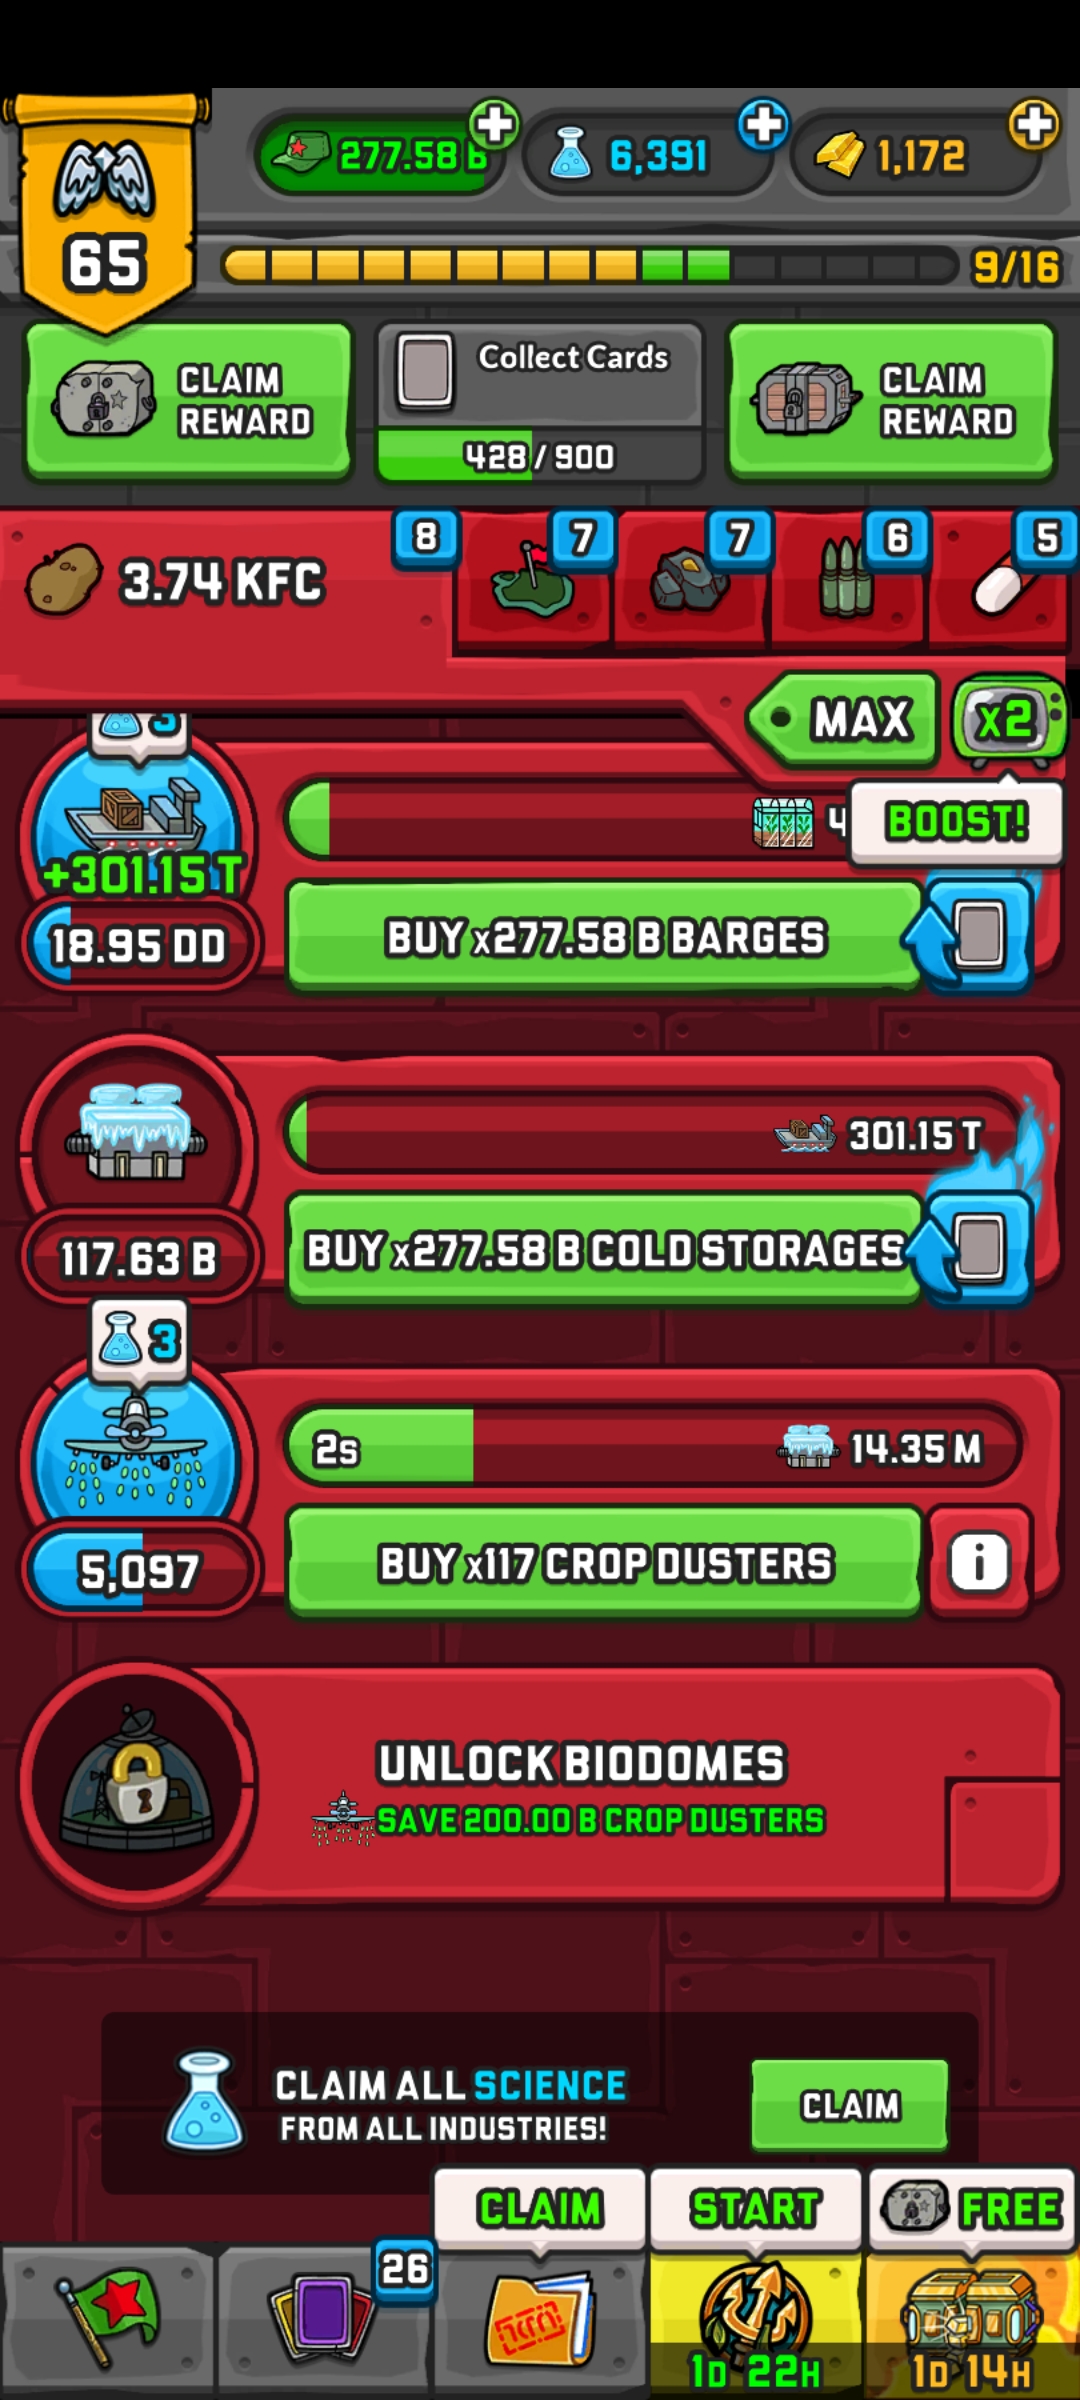 277.58 B
6,391
1,172
65
9/16
CLAIM
REWARD
Collect Cards
428 / 900
CLAIM
REWARD
3.74 KFC
8
7
7
6
5
MAX
x2
BOOST!
3
4
+301.15 T
18.95 DD
BUY x277.58 B BARGES
301.15 T
117.63 B
BUY x277.58 B COLD STORAGES
3
2s
14.35 M
5,097
BUY x117 CROP DUSTERS
i
UNLOCK BIODOMES
SAVE 200.00 B CROP DUSTERS
CLAIM ALL SCIENCE
FROM ALL INDUSTRIES!
CLAIM
CLAIM
START
FREE
26
1D 22H
1D 14H